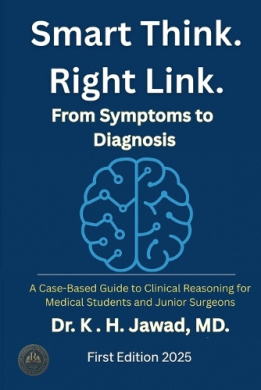 Smart Think.
Right Link.
From Symptoms to
Diagnosis
A Case-Based Guide to Clinical Reasoning for
Medical Students and Junior Surgeons
Dr. K . H. Jawad, MD.
First Edition 2025